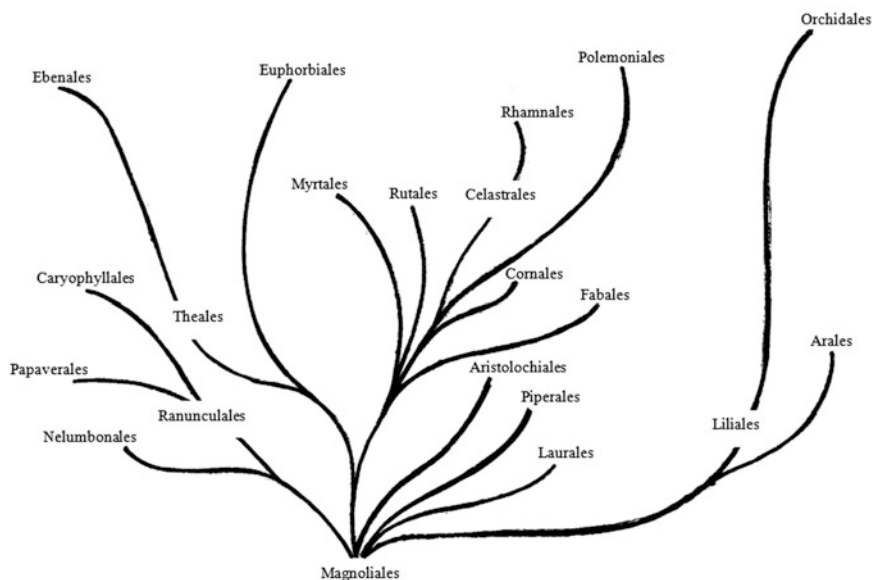 Orchidales
Polemoniales
Euphorbiales
Ebenales
Rhamnales
Myrtales
Rutales
Celastrales
Cornales
Caryophyllales
Fabales
Theales
Arales
Aristolochiales
Papaverales
Piperales
Ranunculales
Liliales
Nelumbonales
Laurales
Magnoliales